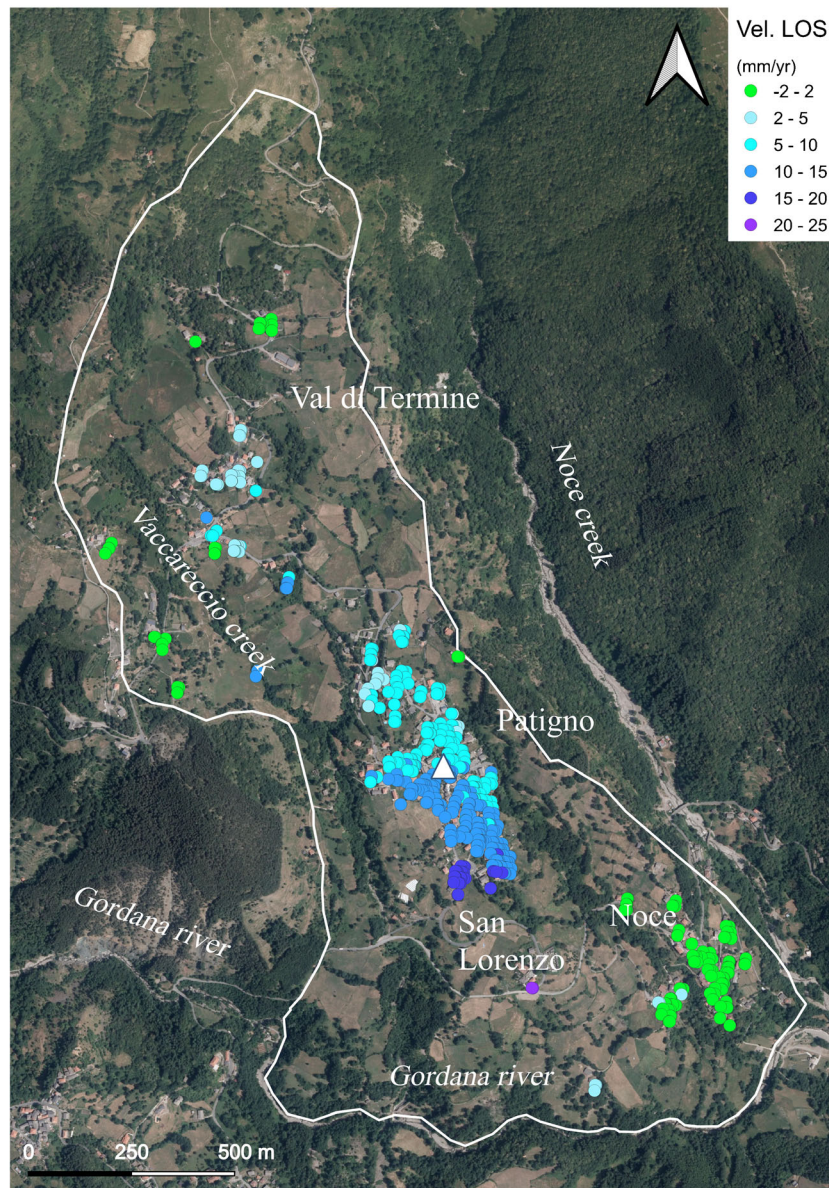 Vel. LOS
(mm/yr)
-2 - 2
2 - 5
5 - 10
10 - 15
15 - 20
20 - 25
Val di Termine
Noce creek
Vaccareccio creek
Patigno
Gordana river
San
Lorenzo
Noce
Gordana river
0 250 500 m